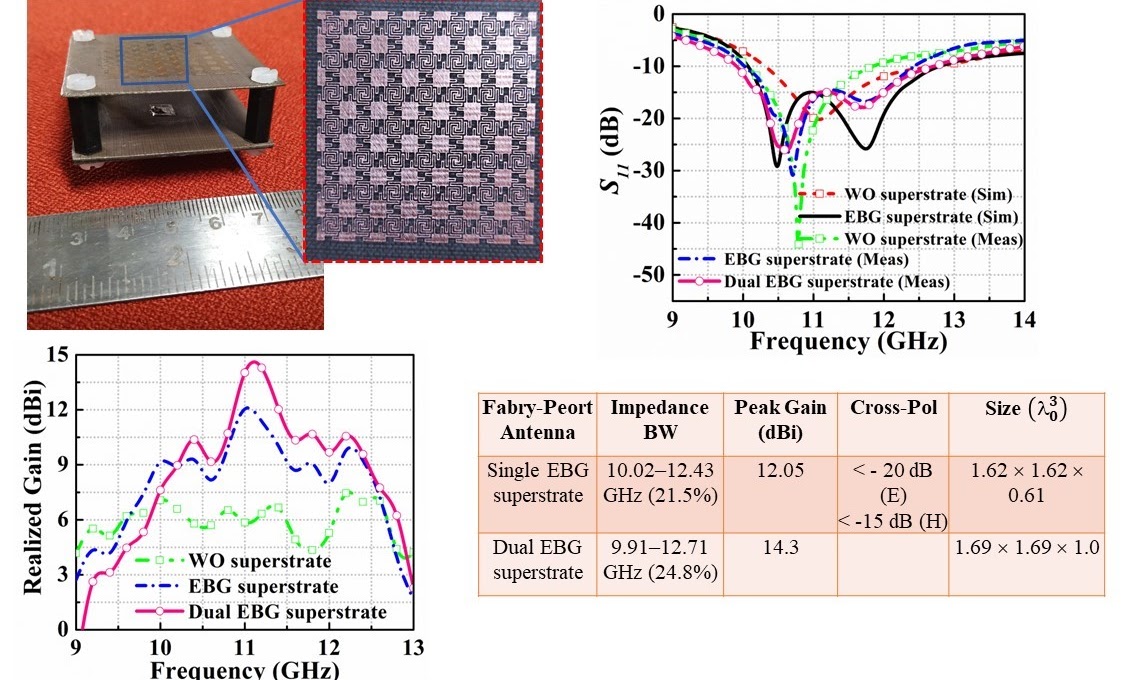 3 4 6 7
1 2
0
-10
-20
-30
-40
-50
S11 (dB)
WO superstrate (Sim)
EBG superstrate (Sim)
WO superstrate (Meas)
EBG superstrate (Meas)
Dual EBG superstrate (Meas)
9 10 11 12 13 14
Frequency (GHz)
15
12
9
6
3
0
Realized Gain (dBi)
WO superstrate
EBG superstrate
Dual EBG superstrate
9 10 11 12 13
Frequency (GHz)
Fabry-Peort Impedance Peak Gain Cross-Pol Size (λ₀³)
Antenna BW (dBi)
Single EBG 10.02–12.43 12.05 < - 20 dB 1.62 × 1.62 ×
superstrate GHz (21.5%) (E) 0.61
< -15 dB (H)
Dual EBG 9.91–12.71 14.3 1.69 × 1.69 × 1.0
superstrate GHz (24.8%)